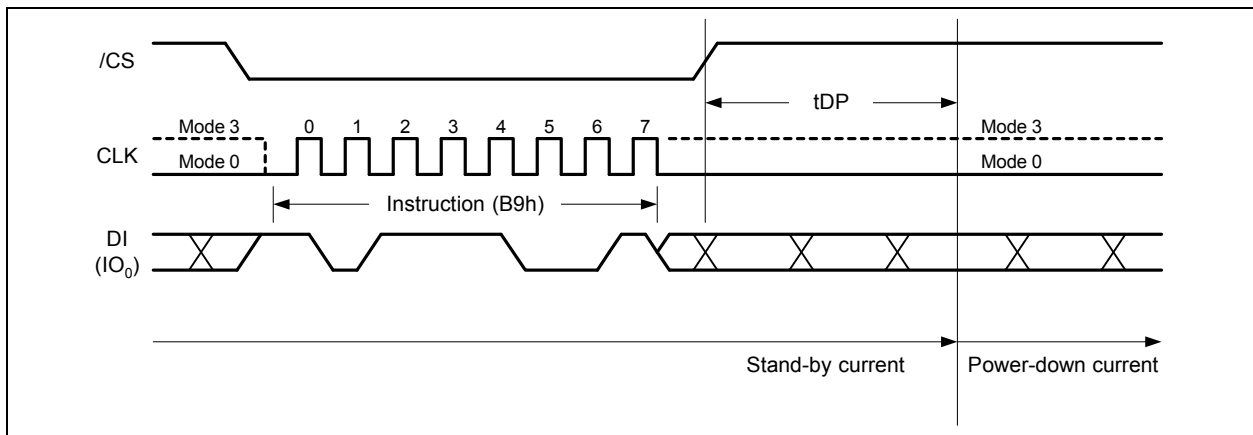 /CS
tDP
Mode 3 0 1 2 3 4 5 6 7 Mode 3
CLK
Mode 0 Mode 0
Instruction (B9h)
DI
(IO₀)
Stand-by current Power-down current